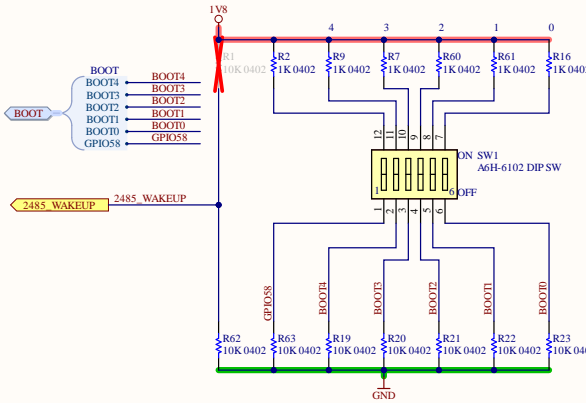 1V8
4 3 2 1 0
R1 R2 R9 R7 R60 R61 R16
10K 0402 1K 0402 1K 0402 1K 0402 1K 0402 1K 0402 1K 0402
BOOT
BOOT4 BOOT4
BOOT3 BOOT3
BOOT2 BOOT2
BOOT1 BOOT1
BOOT0 BOOT0
GPIO58 GPIO58
BOOT
12 11 10 9 8 7
ON SW1
A6H-6102 DIP SW
1 6 OFF
1 2 3 4 5 6
2485_WAKEUP 2485_WAKEUP
GPIO58 BOOT4 BOOT3 BOOT2 BOOT1 BOOT0
R62 R63 R19 R20 R21 R22 R23
10K 0402 10K 0402 10K 0402 10K 0402 10K 0402 10K 0402 10K 040
GND